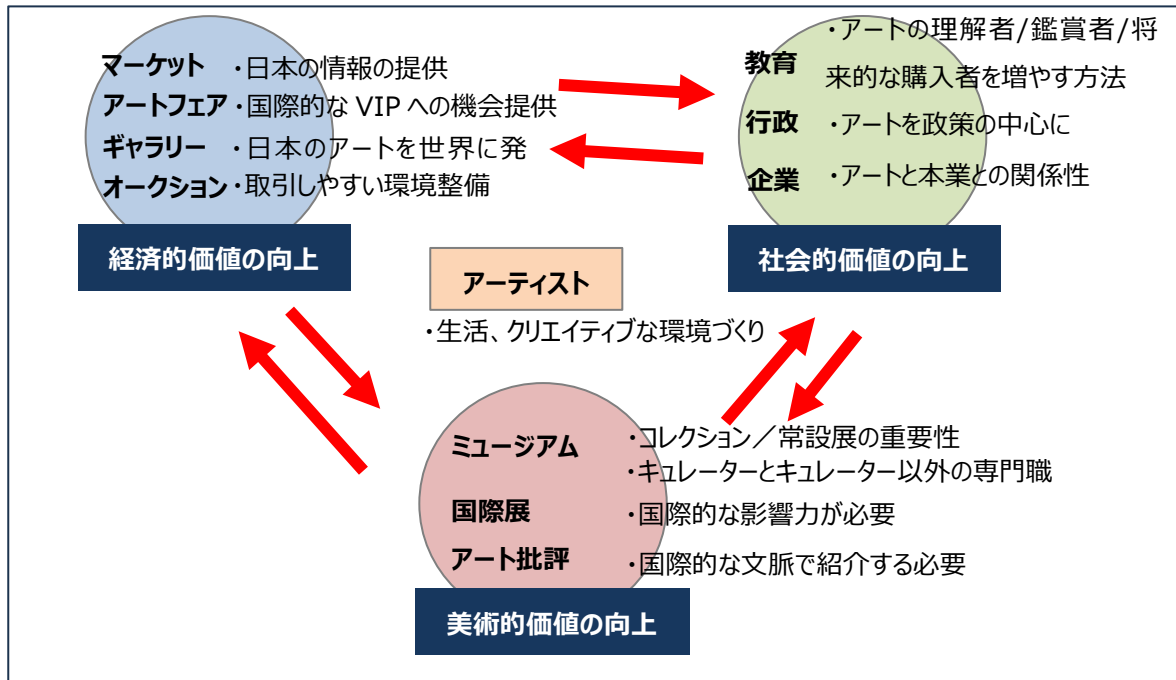 マーケット ・日本の情報の提供
アートフェア ・国際的な VIP への機会提供
ギャラリー ・日本のアートを世界に発
オークション ・取引しやすい環境整備
経済的価値の向上
・アートの理解者/鑑賞者/将
教育 来的な購入者を増やす方法
行政 ・アートを政策の中心に
企業 ・アートと本業との関係性
社会的価値の向上
アーティスト
・生活、クリエイティブな環境づくり
ミュージアム ・コレクション／常設展の重要性
・キュレーターとキュレーター以外の専門職
国際展 ・国際的な影響力が必要
アート批評 ・国際的な文脈で紹介する必要
美術的価値の向上